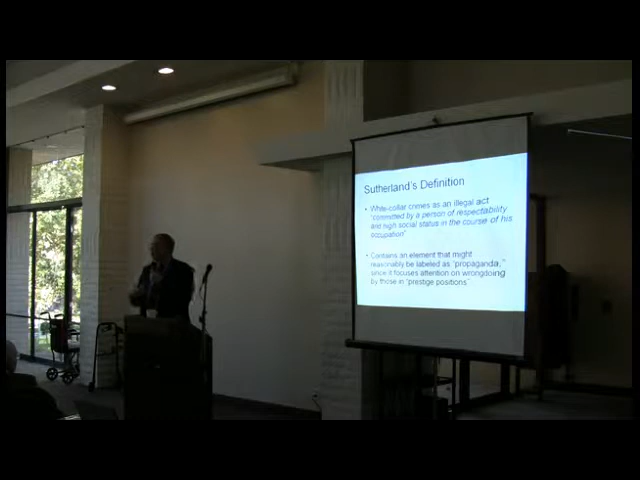 Sutherland's Definition
• White-collar crimes as an illegal act
"committed by a person of respectability
and high social status in the course of his
occupation"
• Contains an element that might
reasonably be labeled as "propaganda,"
since it focuses attention on wrongdoing
by those in "prestige positions"